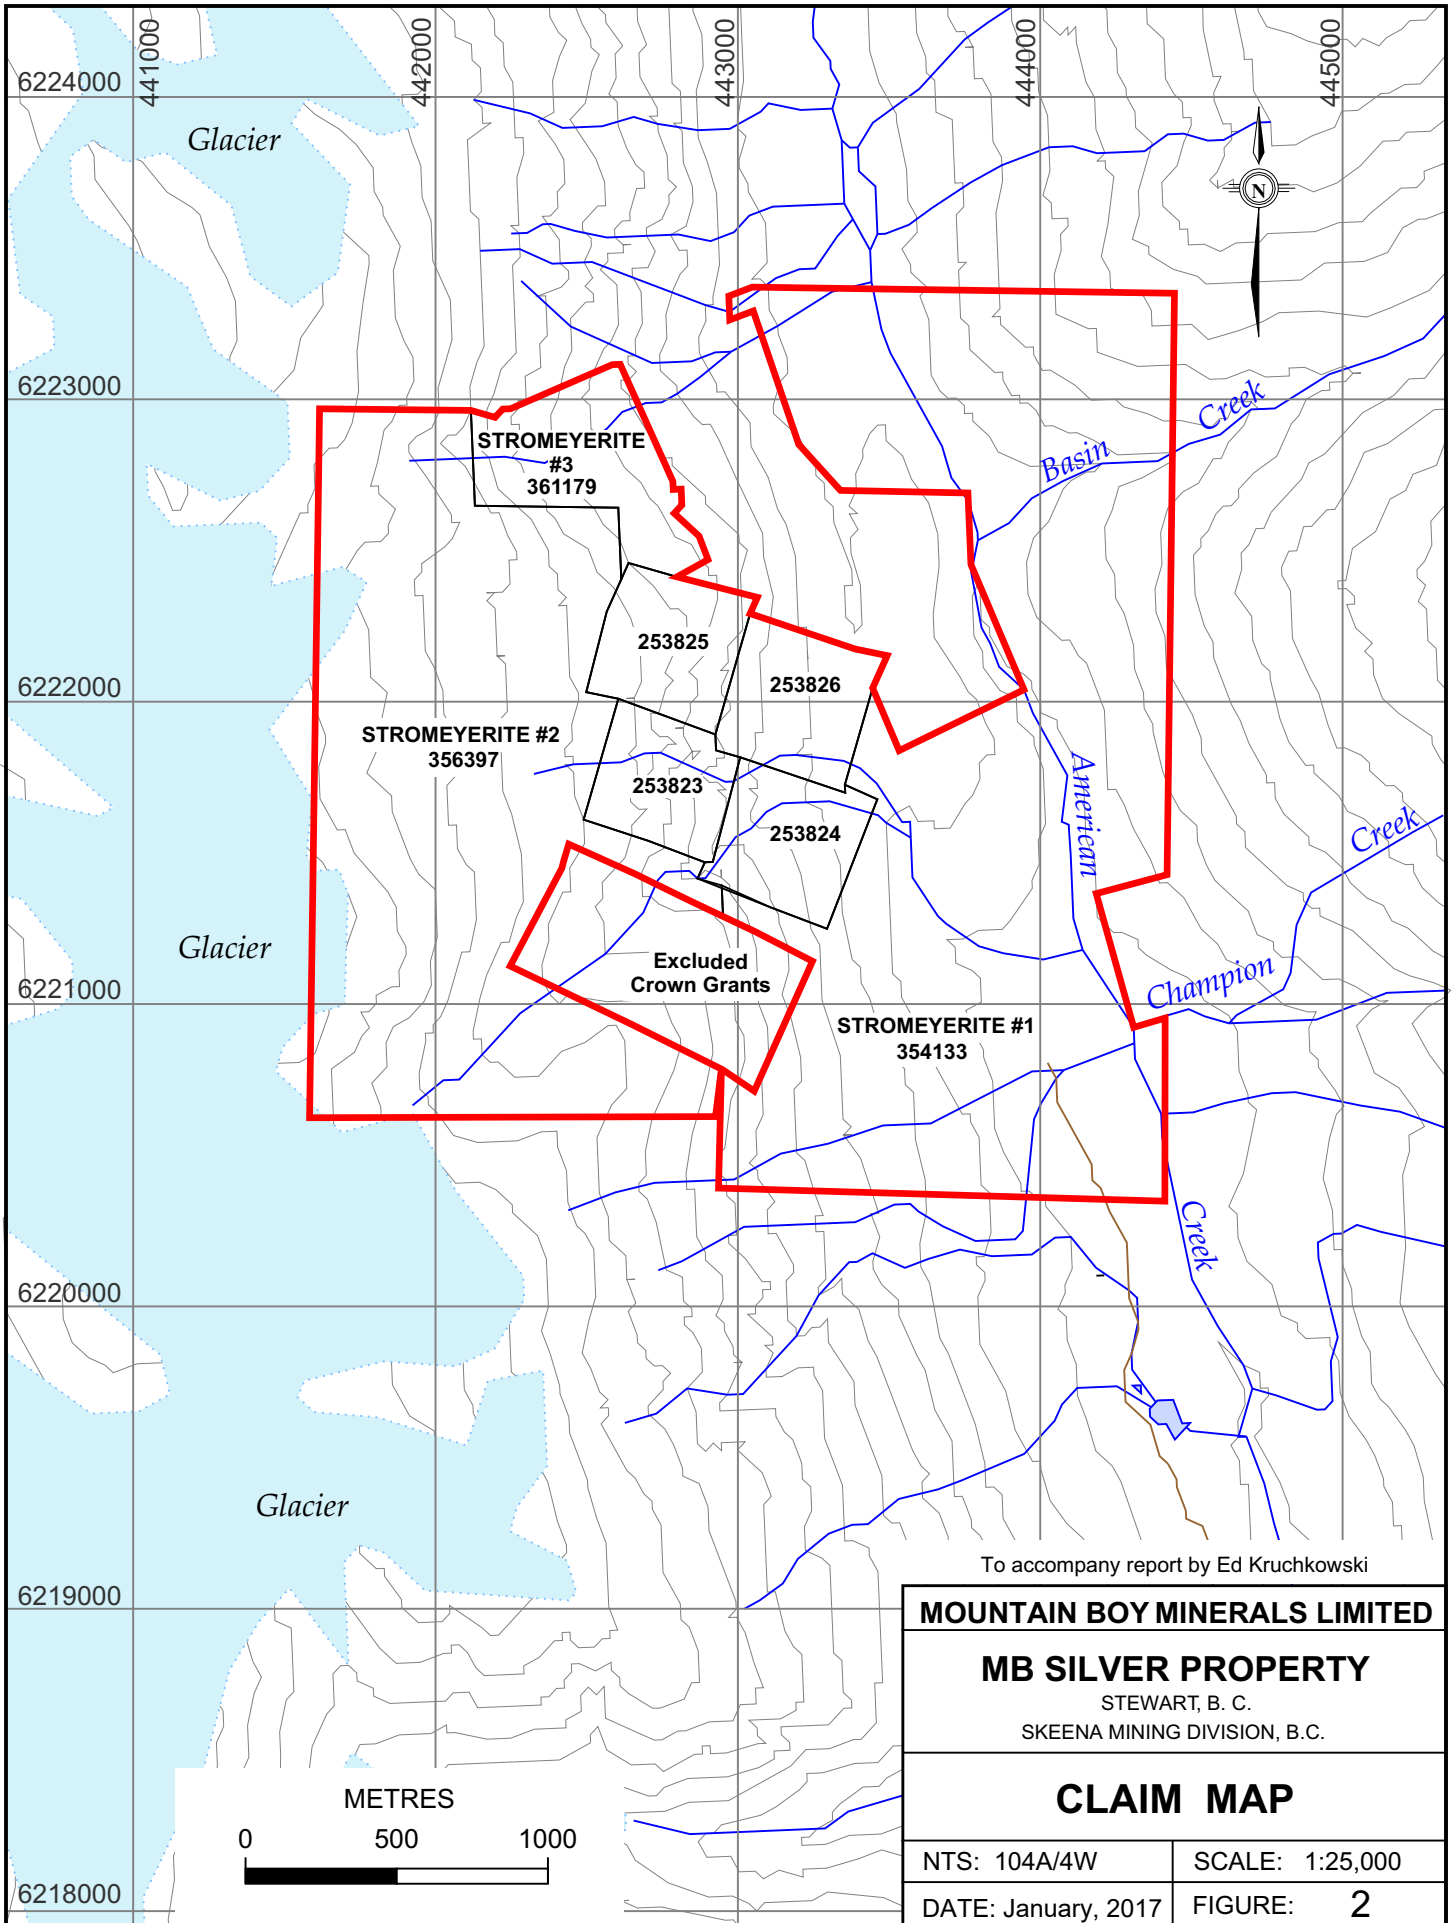 441000
442000
443000
444000
445000
6224000
Glacier
N
6223000
Creek
Basin
STROMEYERITE
#3
361179
253825
253826
6222000
STROMEYERITE #2
356397
253823
253824
American
Creek
Glacier
Excluded
Crown Grants
6221000
Champion
STROMEYERITE #1
354133
Creek
6220000
Glacier
6219000
6218000
METRES
0 500 1000
To accompany report by Ed Kruchkowski
MOUNTAIN BOY MINERALS LIMITED
MB SILVER PROPERTY
STEWART, B. C.
SKEENA MINING DIVISION, B.C.
CLAIM MAP
NTS: 104A/4W SCALE: 1:25,000
DATE: January, 2017 FIGURE: 2